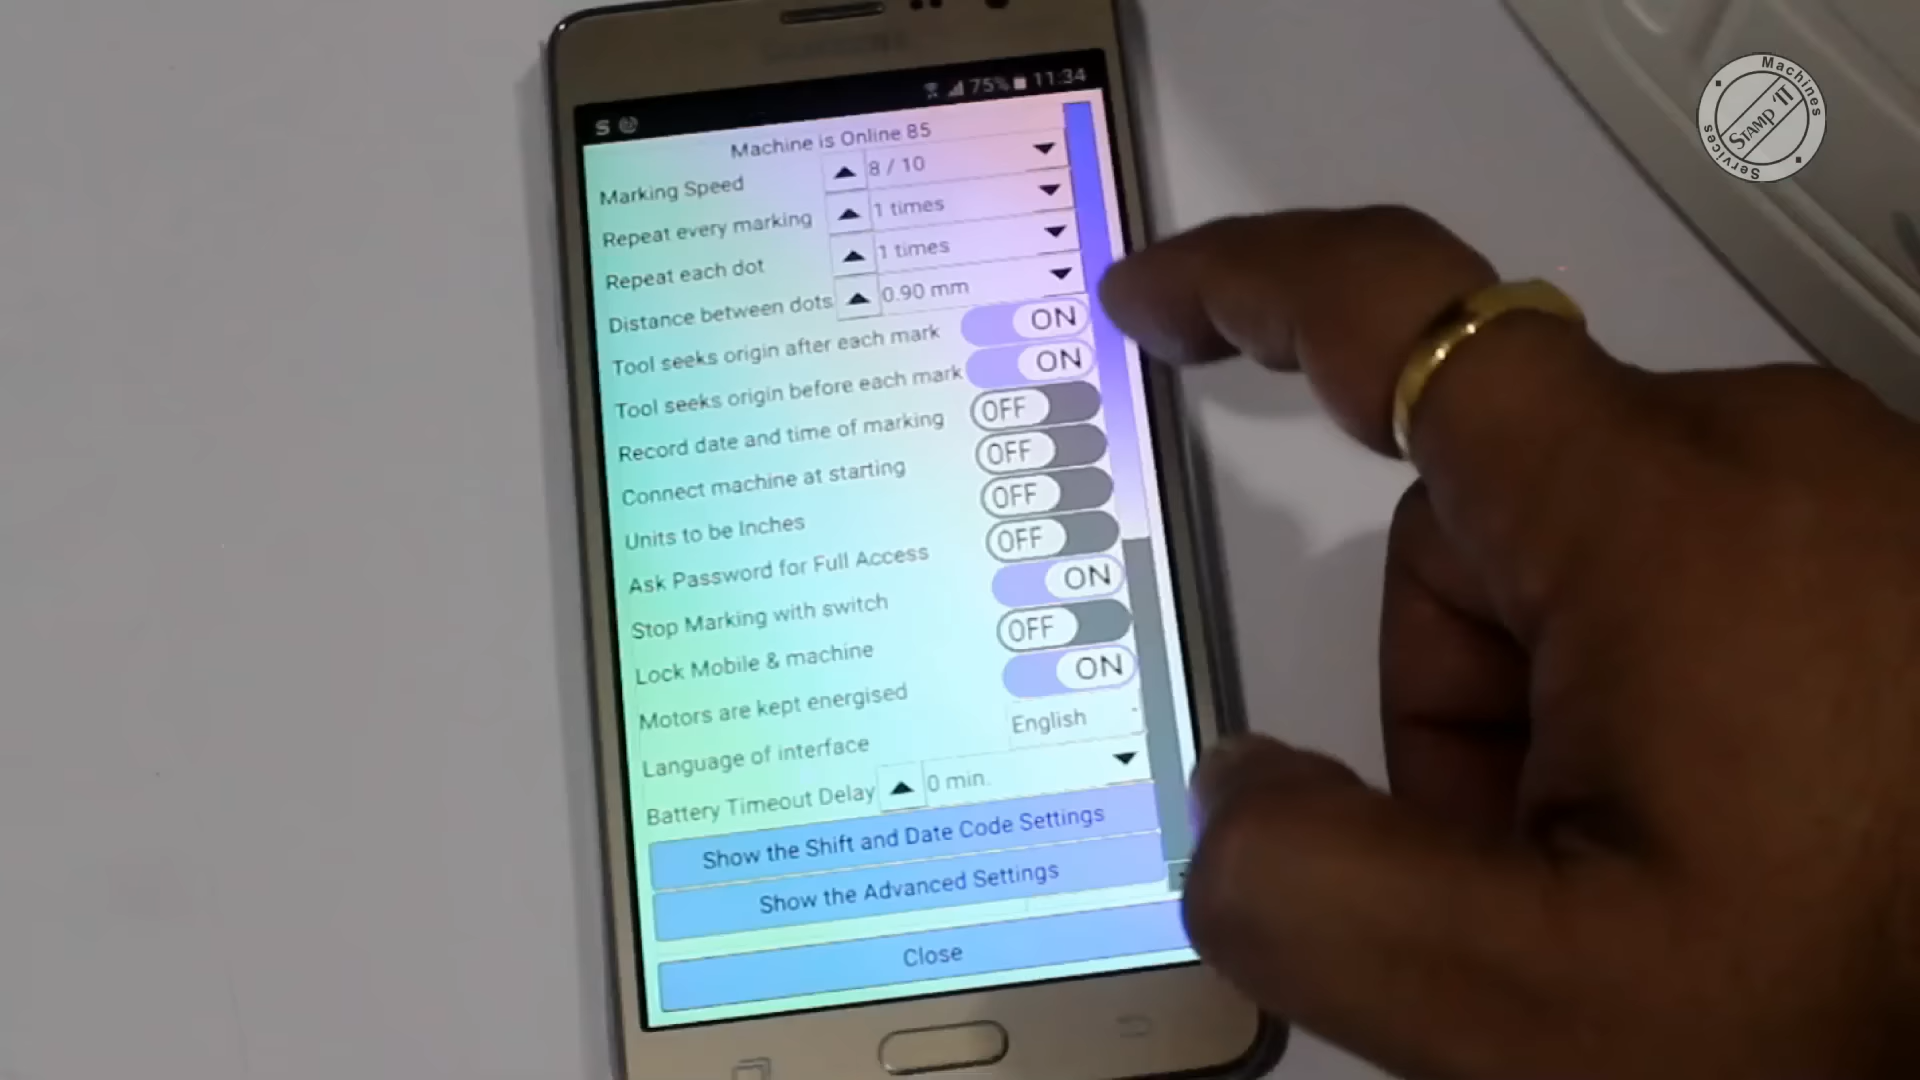 75% 11:34
S
Machine is Online 85
Marking Speed 8 / 10
Repeat every marking 1 times
Repeat each dot 1 times
Distance between dots 0.90 mm
Tool seeks origin after each mark ON
Tool seeks origin before each mark ON
Record date and time of marking OFF
Connect machine at starting OFF
Units to be Inches OFF
Ask Password for Full Access OFF
Stop Marking with switch ON
Lock Mobile & machine OFF
Motors are kept energised ON
Language of interface English
Battery Timeout Delay 0 min.
Show the Shift and Date Code Settings
Show the Advanced Settings
Close
Machines
STAMP 'IT
Services